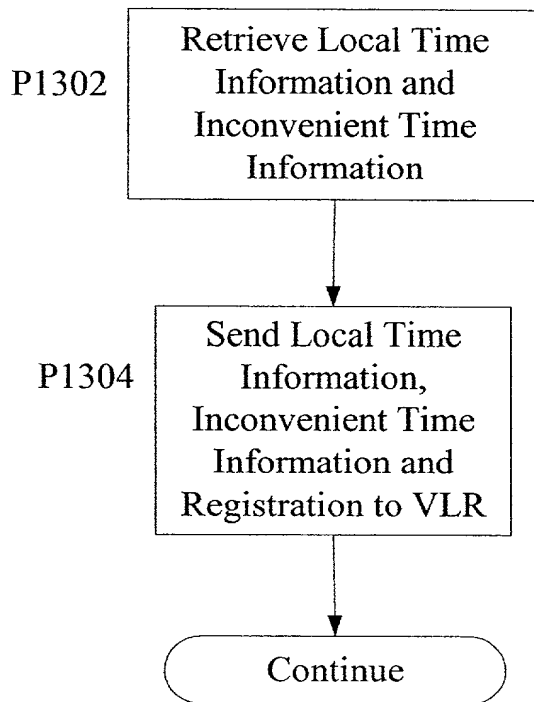 P1302
Retrieve Local Time
Information and
Inconvenient Time
Information
P1304
Send Local Time
Information,
Inconvenient Time
Information and
Registration to VLR
Continue